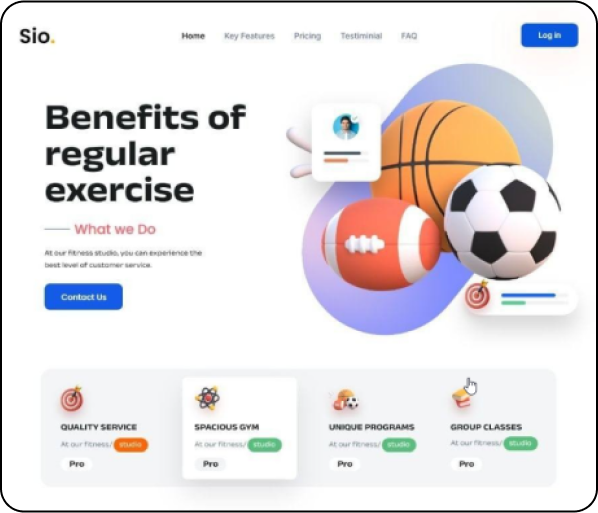 Sio.
Home Key Features Pricing Testiminial FAQ
Log in
Benefits of
regular
exercise
What we Do
At our fitness studio, you can experience the
best level of customer service.
Contact Us
QUALITY SERVICE
At our fitness/ studio
Pro
SPACIOUS GYM
At our fitness/ studio
Pro
UNIQUE PROGRAMS
At our fitness/ studio
Pro
GROUP CLASSES
At our fitness/ studio
Pro